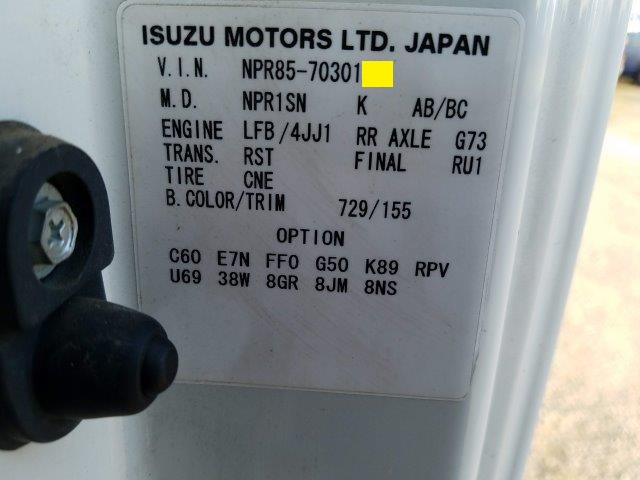 ISUZU MOTORS LTD. JAPAN
V.I.N. NPR85-70301
M.D. NPR1SN K AB/BC
ENGINE LFB/4JJ1 RR AXLE G73
TRANS. RST FINAL RU1
TIRE CNE
B.COLOR/TRIM 729/155
OPTION
C60 E7N FF0 G50 K89 RPV
U69 38W 8GR 8JM 8NS